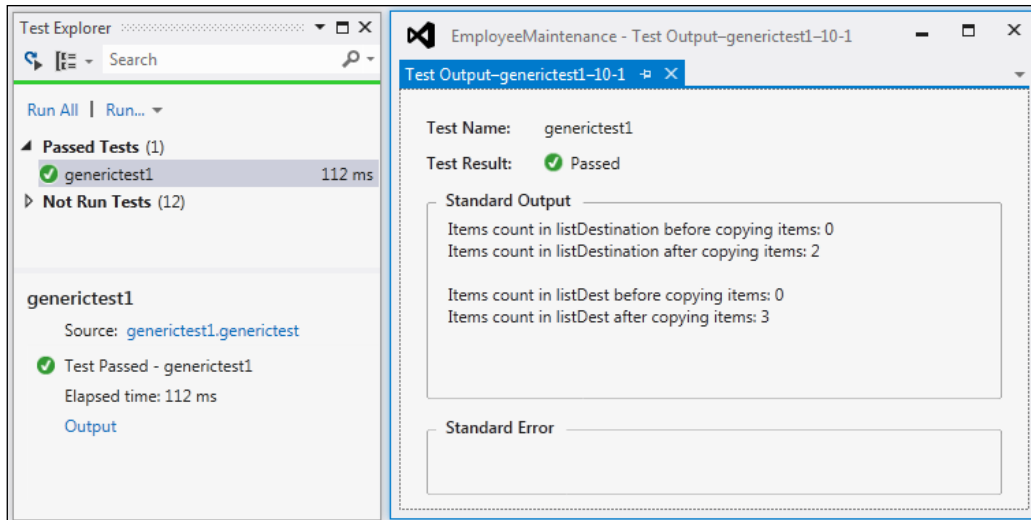 Test Explorer
Search
Run All | Run...
Passed Tests (1)
generictest1 112 ms
Not Run Tests (12)
generictest1
Source: generictest1.generictest
Test Passed - generictest1
Elapsed time: 112 ms
Output
EmployeeMaintenance - Test Output–generictest1–10-1
Test Output–generictest1–10-1
Test Name: generictest1
Test Result: Passed
Standard Output
Items count in listDestination before copying items: 0
Items count in listDestination after copying items: 2
Items count in listDest before copying items: 0
Items count in listDest after copying items: 3
Standard Error